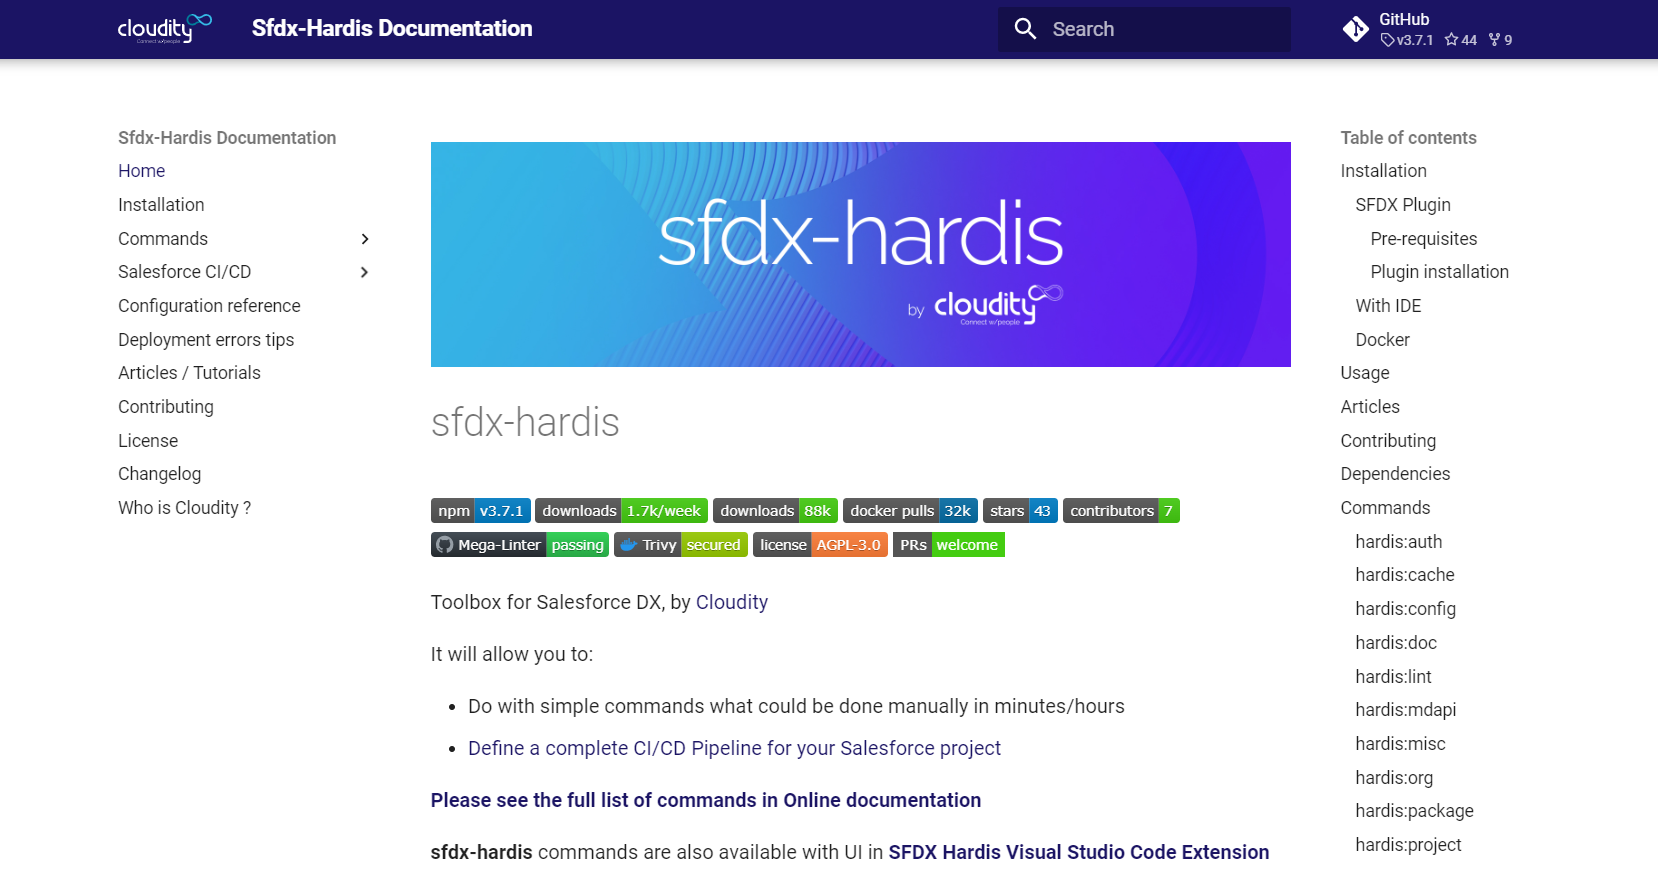 cloudity
Connect w/people
Sfdx-Hardis Documentation
Search
GitHub
v3.7.1 44 9
Sfdx-Hardis Documentation
Home
Installation
Commands
Salesforce CI/CD
Configuration reference
Deployment errors tips
Articles / Tutorials
Contributing
License
Changelog
Who is Cloudity ?
sfdx-hardis
by cloudity
Connect w/people
sfdx-hardis
npm v3.7.1 downloads 1.7k/week downloads 88k docker pulls 32k stars 43 contributors 7
Mega-Linter passing Trivy secured license AGPL-3.0 PRs welcome
Toolbox for Salesforce DX, by Cloudity
It will allow you to:
Do with simple commands what could be done manually in minutes/hours
Define a complete CI/CD Pipeline for your Salesforce project
Please see the full list of commands in Online documentation
sfdx-hardis commands are also available with UI in SFDX Hardis Visual Studio Code Extension
Table of contents
Installation
SFDX Plugin
Pre-requisites
Plugin installation
With IDE
Docker
Usage
Articles
Contributing
Dependencies
Commands
hardis:auth
hardis:cache
hardis:config
hardis:doc
hardis:lint
hardis:mdapi
hardis:misc
hardis:org
hardis:package
hardis:project